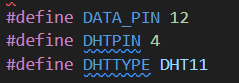 #define DATA_PIN 12
#define DHTPIN 4
#define DHTTYPE DHT11